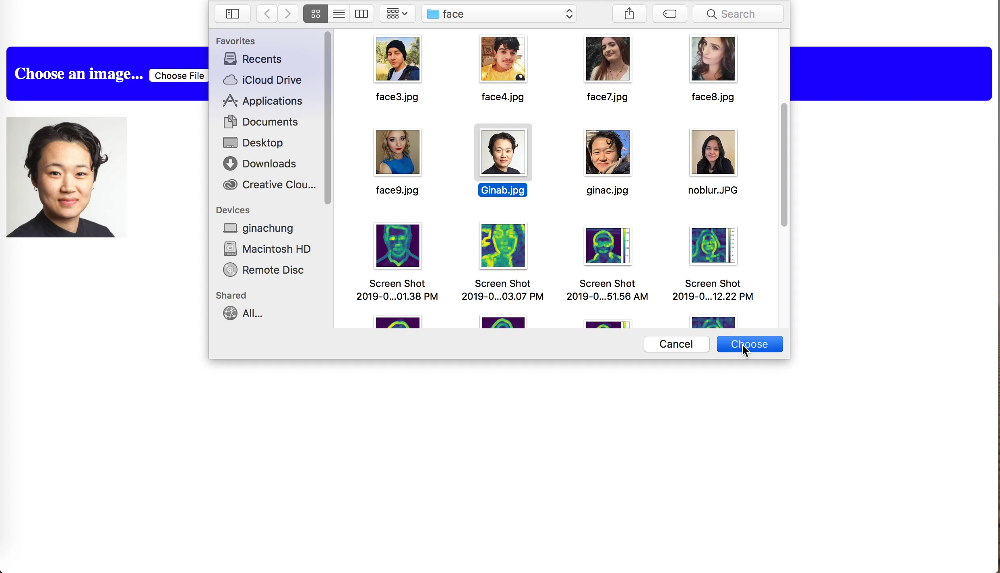 face
Search
Favorites
Recents
iCloud Drive
Applications
Documents
Desktop
Downloads
Creative Clou...
Devices
ginachung
Macintosh HD
Remote Disc
Shared
All...
Choose an image... Choose File
face3.jpg face4.jpg face7.jpg face8.jpg
face9.jpg Ginab.jpg ginac.jpg noblur.JPG
Screen Shot 
2019-0...01.38 PM
Screen Shot
2019-0...03.07 PM
Screen Shot
2019-0...51.56 AM
Screen Shot
2019-0...12.22 PM
Cancel Choose